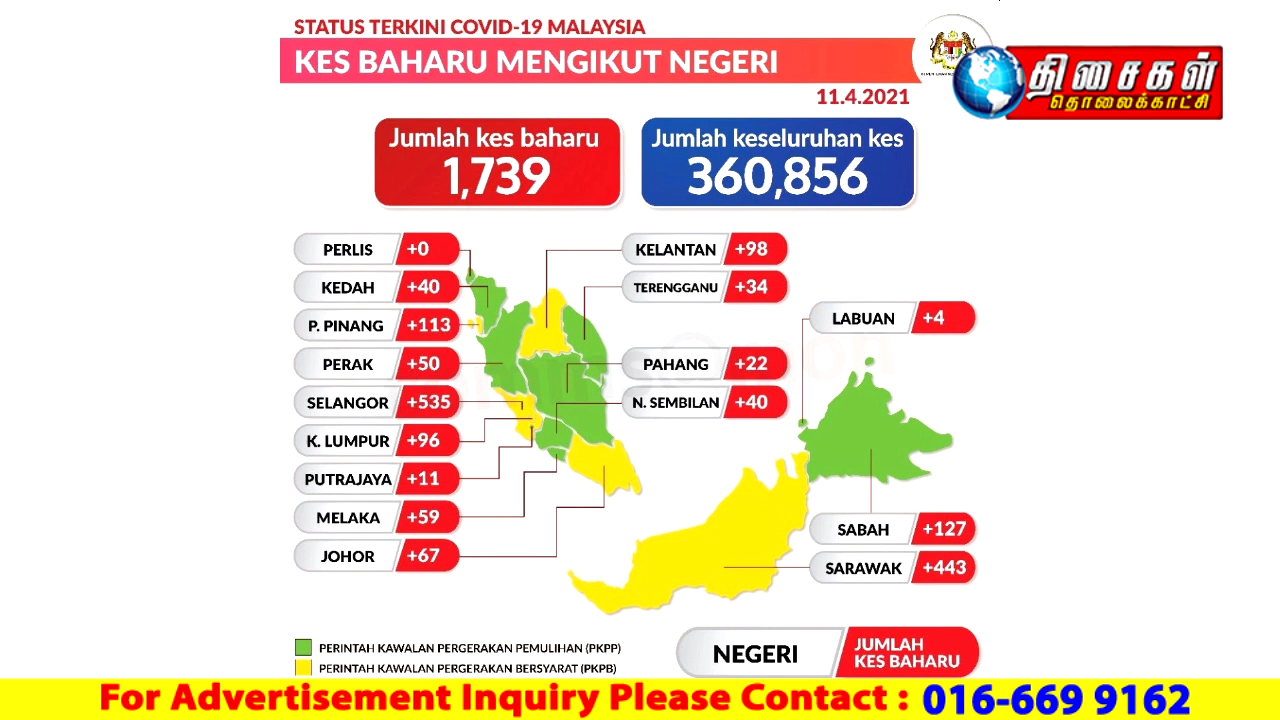 STATUS TERKINI COVID-19 MALAYSIA
KES BAHARU MENGIKUT NEGERI
11.4.2021
திசைகள்
தொலைக்காட்சி
Jumlah kes baharu
1,739
Jumlah keseluruhan kes
360,856
PERLIS +0
KEDAH +40
P. PINANG +113
PERAK +50
SELANGOR +535
K. LUMPUR +96
PUTRAJAYA +11
MELAKA +59
JOHOR +67
KELANTAN +98
TERENGGANU +34
PAHANG +22
N. SEMBILAN +40
LABUAN +4
SABAH +127
SARAWAK +443
PERINTAH KAWALAN PERGERAKAN PEMULIHAN (PKPP)
PERINTAH KAWALAN PERGERAKAN BERSYARAT (PKPB)
NEGERI
JUMLAH
KES BAHARU
For Advertisement Inquiry Please Contact : 016-669 9162